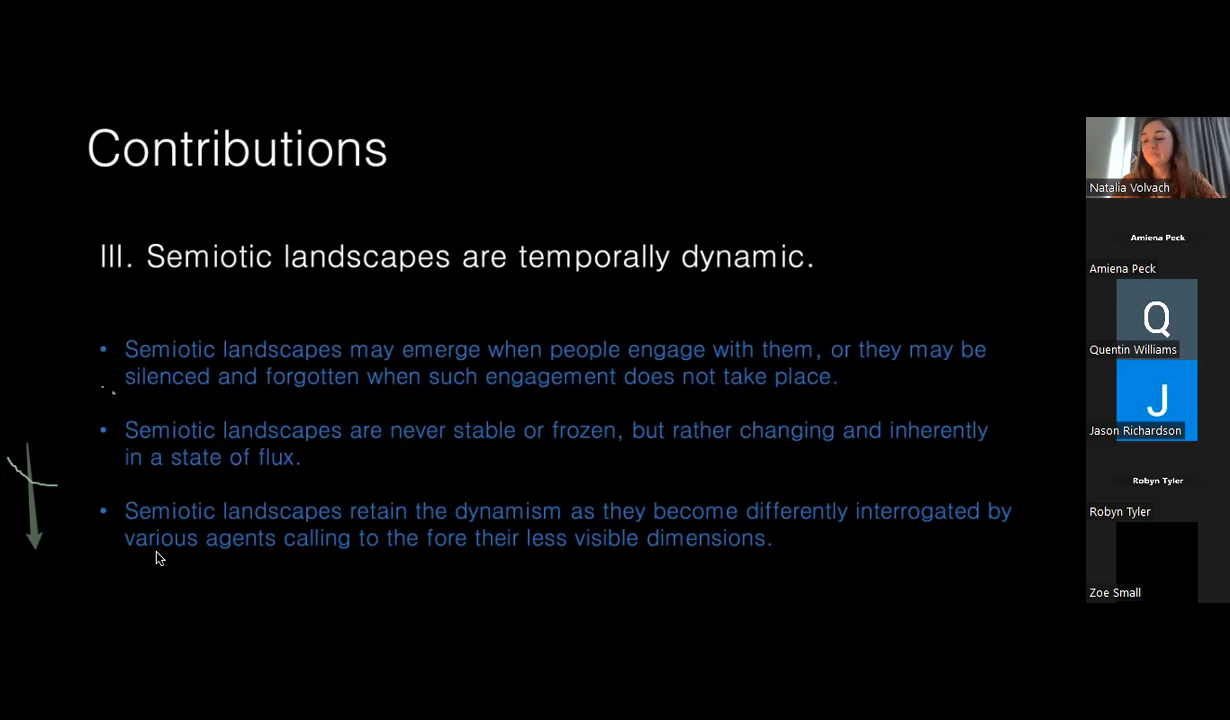 Contributions
III. Semiotic landscapes are temporally dynamic.
• Semiotic landscapes may emerge when people engage with them, or they may be
silenced and forgotten when such engagement does not take place.
• Semiotic landscapes are never stable or frozen, but rather changing and inherently
in a state of flux.
• Semiotic landscapes retain the dynamism as they become differently interrogated by
various agents calling to the fore their less visible dimensions.
Natalia Volvach
Amiena Peck
Amiena Peck
Q
Quentin Williams
J
Jason Richardson
Robyn Tyler
Robyn Tyler
Zoe Small